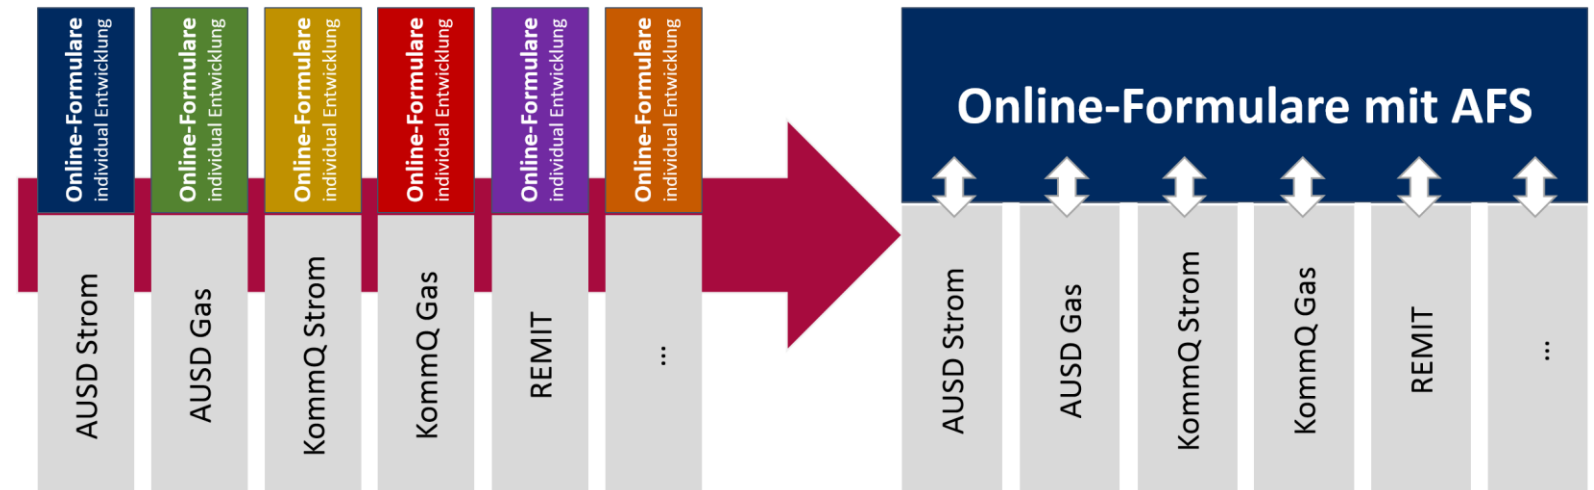 Online-Formulare
individual Entwicklung
Online-Formulare
individual Entwicklung
Online-Formulare
individual Entwicklung
Online-Formulare
individual Entwicklung
Online-Formulare
individual Entwicklung
Online-Formulare
individual Entwicklung
AUSD Strom
AUSD Gas
KommQ Strom
KommQ Gas
REMIT
...
Online-Formulare mit AFS
AUSD Strom
AUSD Gas
KommQ Strom
KommQ Gas
REMIT
...